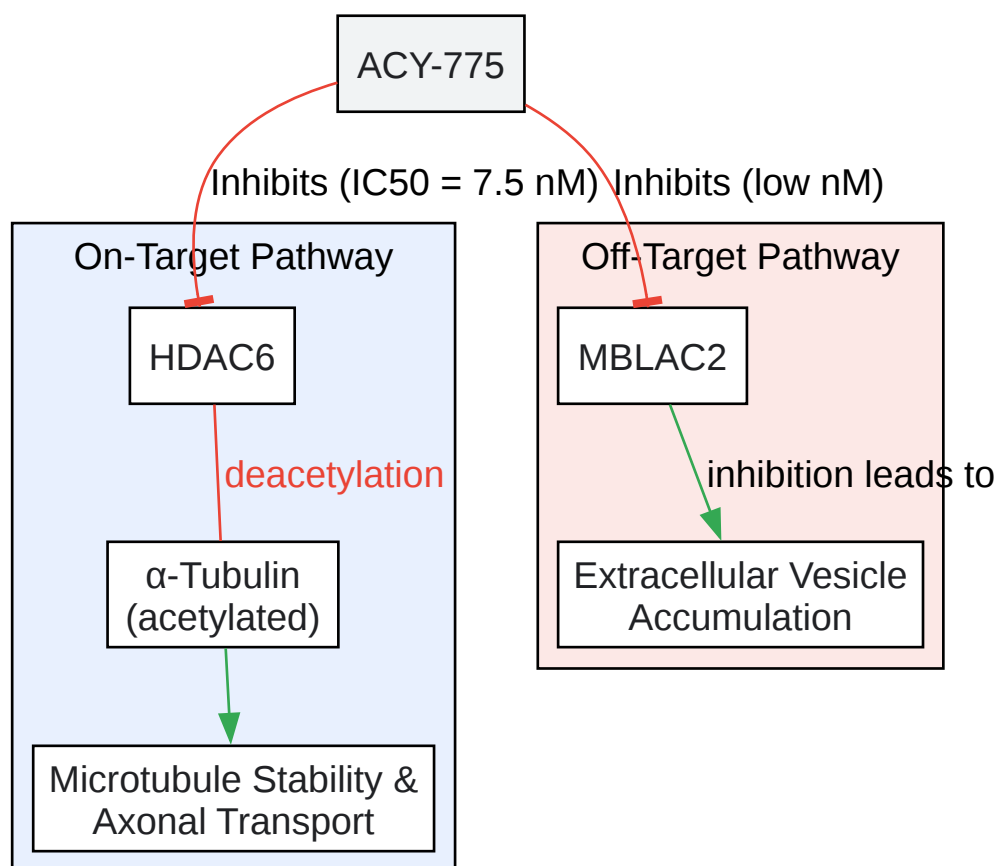 ACY-775
Inhibits (IC50 = 7.5 nM)
Inhibits (low nM)
On-Target Pathway
Off-Target Pathway
HDAC6
MBLAC2
deacetylation
inhibition leads to
α-Tubulin
(acetylated)
Extracellular Vesicle
Accumulation
Microtubule Stability &
Axonal Transport